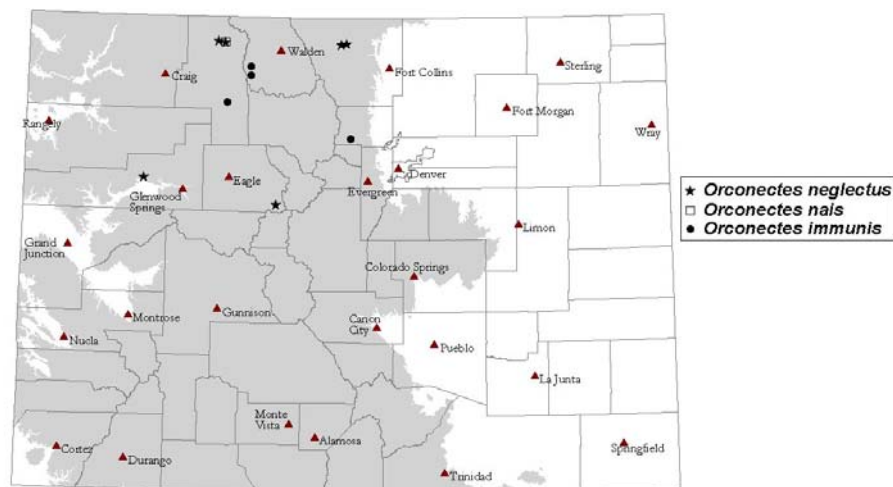 Walden
Craig
Fort Collins
Sterling
Fort Morgan
Rangely
Wray
Denver
Eagle
Evergreen
Glenwood
Springs
Limon
Grand
Junction
Colorado Springs
Montrose
Gunnison
Canon
City
Nucla
Pueblo
La Junta
Monte
Vista
Alamosa
Cortez
Durango
Springfield
Trinidad
Orconectes neglectus
Orconectes nais
Orconectes immunis